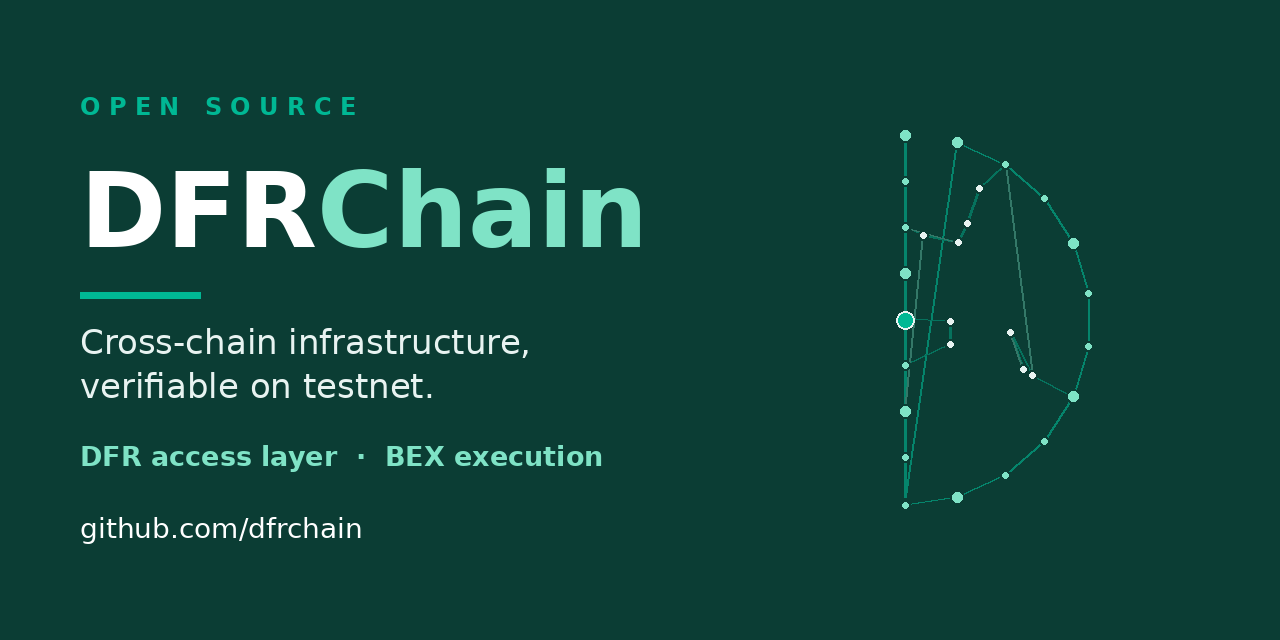 OPEN SOURCE
DFRChain
Cross-chain infrastructure,
verifiable on testnet.
DFR access layer · BEX execution
github.com/dfrchain